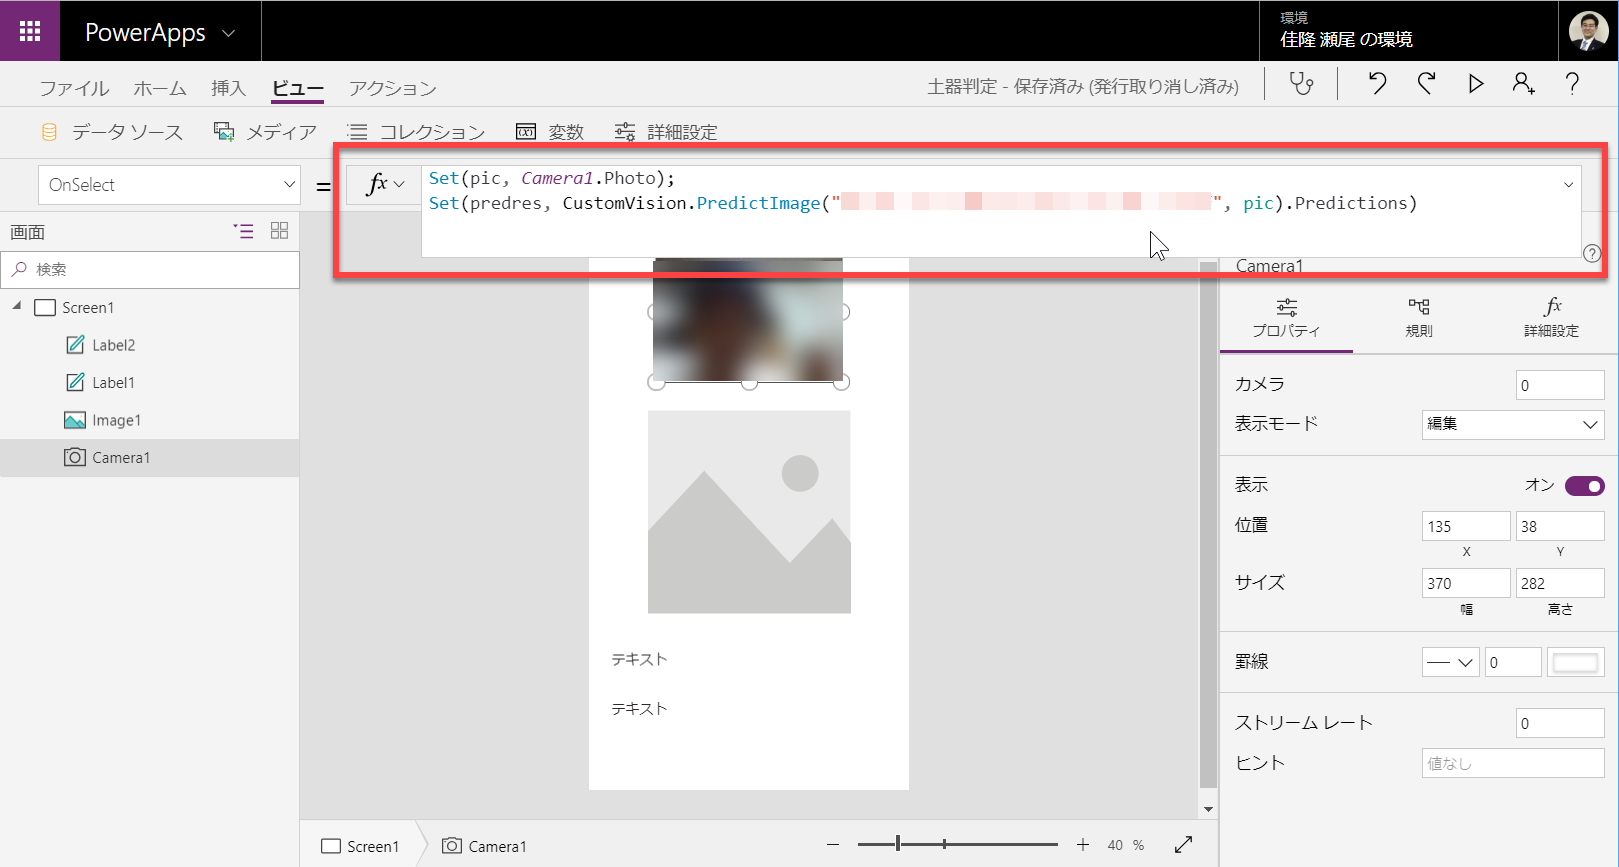 PowerApps
環境
佳隆 瀬尾 の環境
ファイル ホーム 挿入 ビュー アクション
土器判定 - 保存済み (発行取り消し済み)
データ ソース メディア コレクション 変数 詳細設定
OnSelect = fx
Set(pic, Camera1.Photo);
Set(predres, CustomVision.PredictImage("", pic).Predictions)
画面
検索
Screen1
Label2
Label1
Image1
Camera1
テキスト
テキスト
Camera1
プロパティ 規則 詳細設定
カメラ 0
表示モード 編集
表示 オン
位置 135 38
X Y
サイズ 370 282
幅 高さ
罫線 0
ストリーム レート 0
ヒント 値なし
Screen1 Camera1
40 %